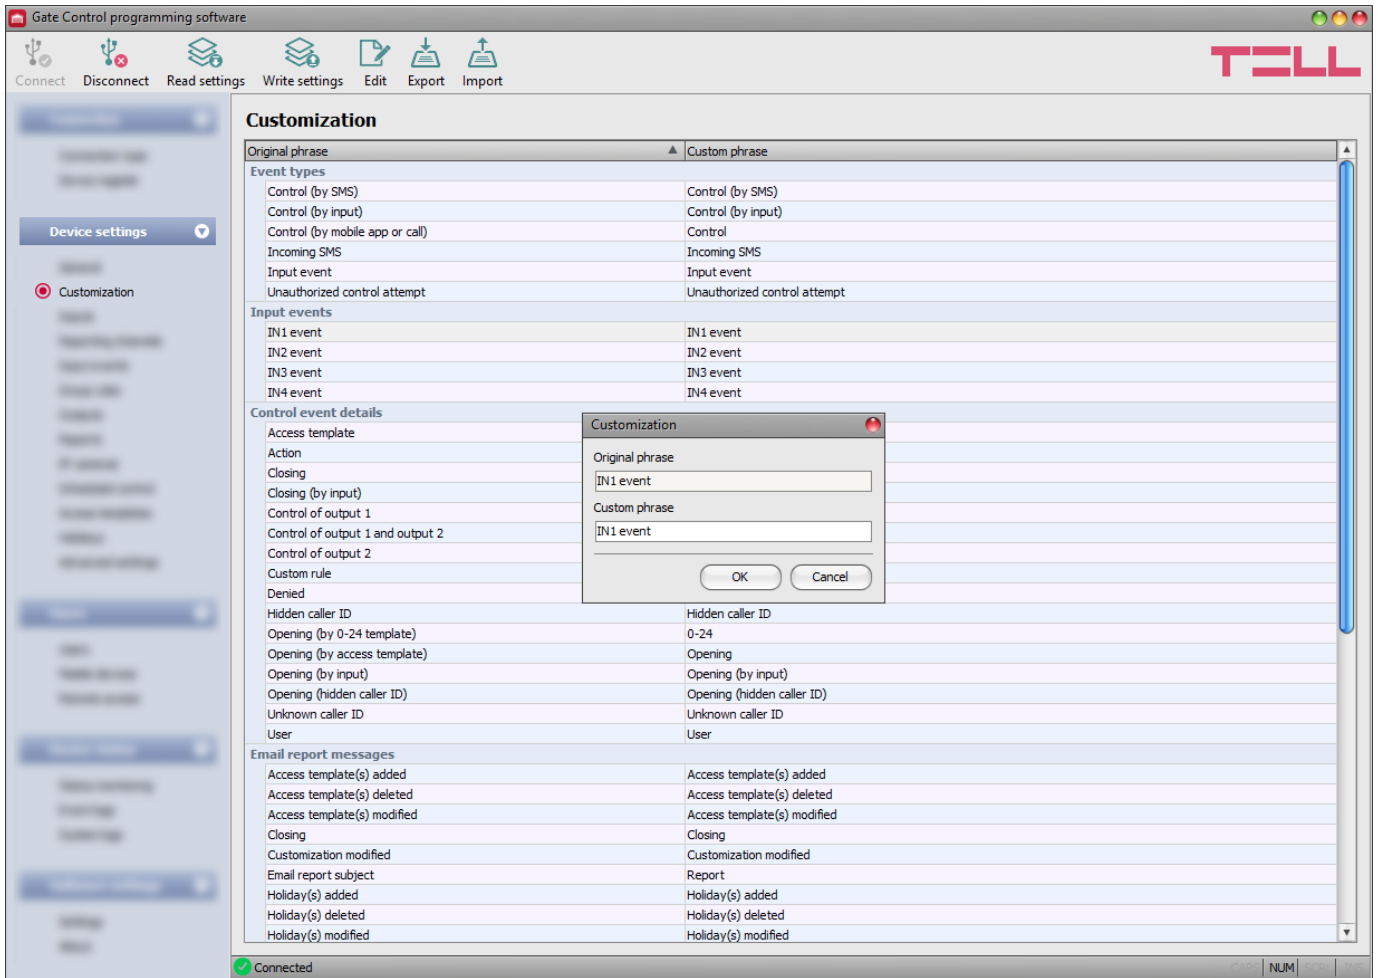 Gate Control programming software
Connect Disconnect Read settings Write settings Edit Export Import
TELL
Device settings
Customization
Customization
Original phrase Custom phrase
Event types
Control (by SMS) Control (by SMS)
Control (by input) Control (by input)
Control (by mobile app or call) Control
Incoming SMS Incoming SMS
Input event Input event
Unauthorized control attempt Unauthorized control attempt
Input events
IN1 event IN1 event
IN2 event IN2 event
IN3 event IN3 event
IN4 event IN4 event
Control event details
Access template
Action
Closing
Closing (by input)
Control of output 1
Control of output 1 and output 2
Control of output 2
Custom rule
Denied
Hidden caller ID Hidden caller ID
Opening (by 0-24 template) 0-24
Opening (by access template) Opening
Opening (by input) Opening (by input)
Opening (hidden caller ID) Opening (hidden caller ID)
Unknown caller ID Unknown caller ID
User User
Email report messages
Access template(s) added Access template(s) added
Access template(s) deleted Access template(s) deleted
Access template(s) modified Access template(s) modified
Closing Closing
Customization modified Customization modified
Email report subject Report
Holiday(s) added Holiday(s) added
Holiday(s) deleted Holiday(s) deleted
Holiday(s) modified Holiday(s) modified
Customization
Original phrase
IN1 event
Custom phrase
IN1 event
OK Cancel
Connected
CAPS NUM SCRL INS